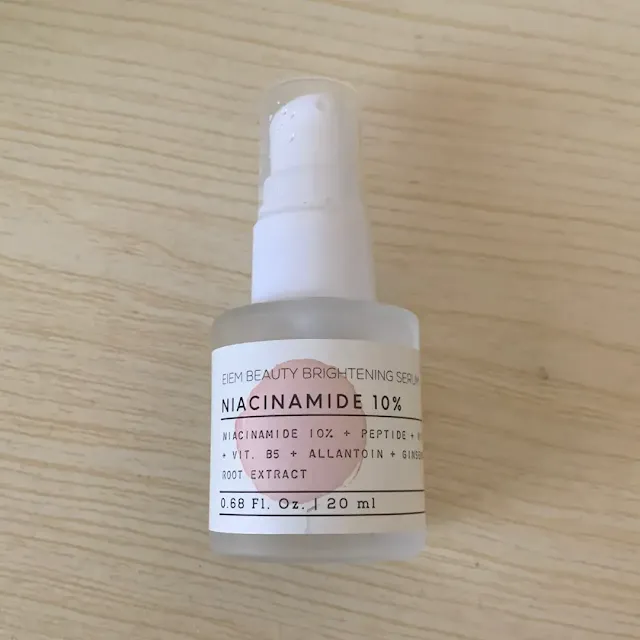 EIEM BEAUTY BRIGHTENING SERUM
NIACINAMIDE 10%
NIACINAMIDE 10% + PEPTIDE +
+ VIT. B5 + ALLANTOIN +
ROOT EXTRACT
0.68 Fl. Oz. | 20 ml